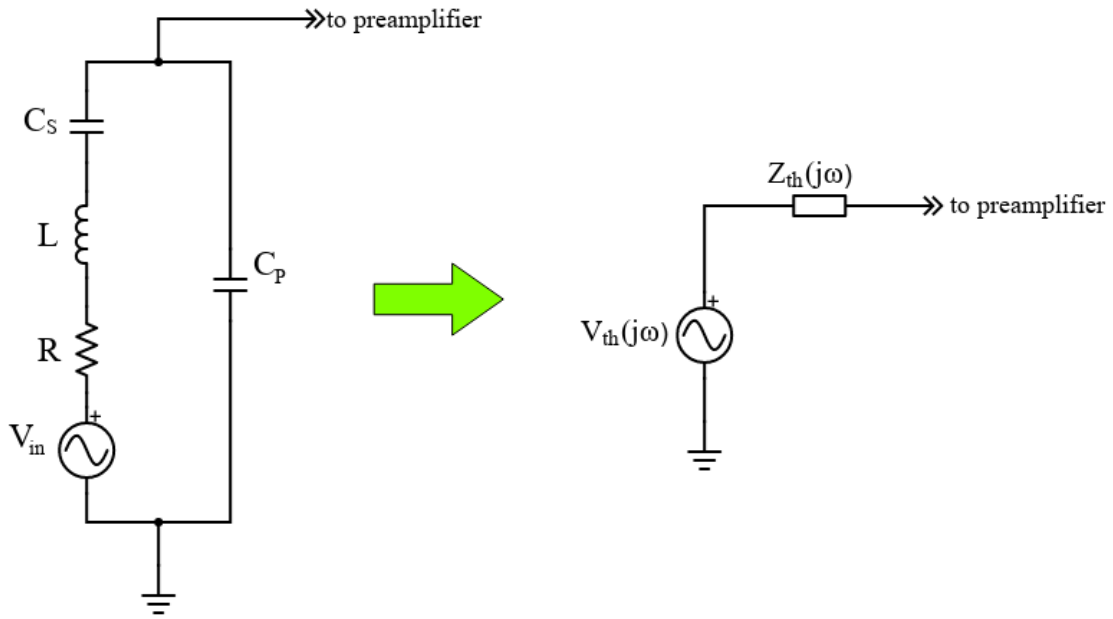 to preamplifier
C_S
L
R
C_P
V_in
+
Z_th(jω)
to preamplifier
V_th(jω)
+